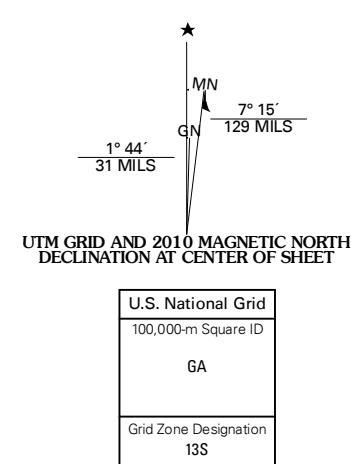 ★
MN
GN
7° 15´
129 MILS
1° 44´
31 MILS
UTM GRID AND 2010 MAGNETIC NORTH
DECLINATION AT CENTER OF SHEET
U.S. National Grid
100,000-m Square ID
GA
Grid Zone Designation
13S